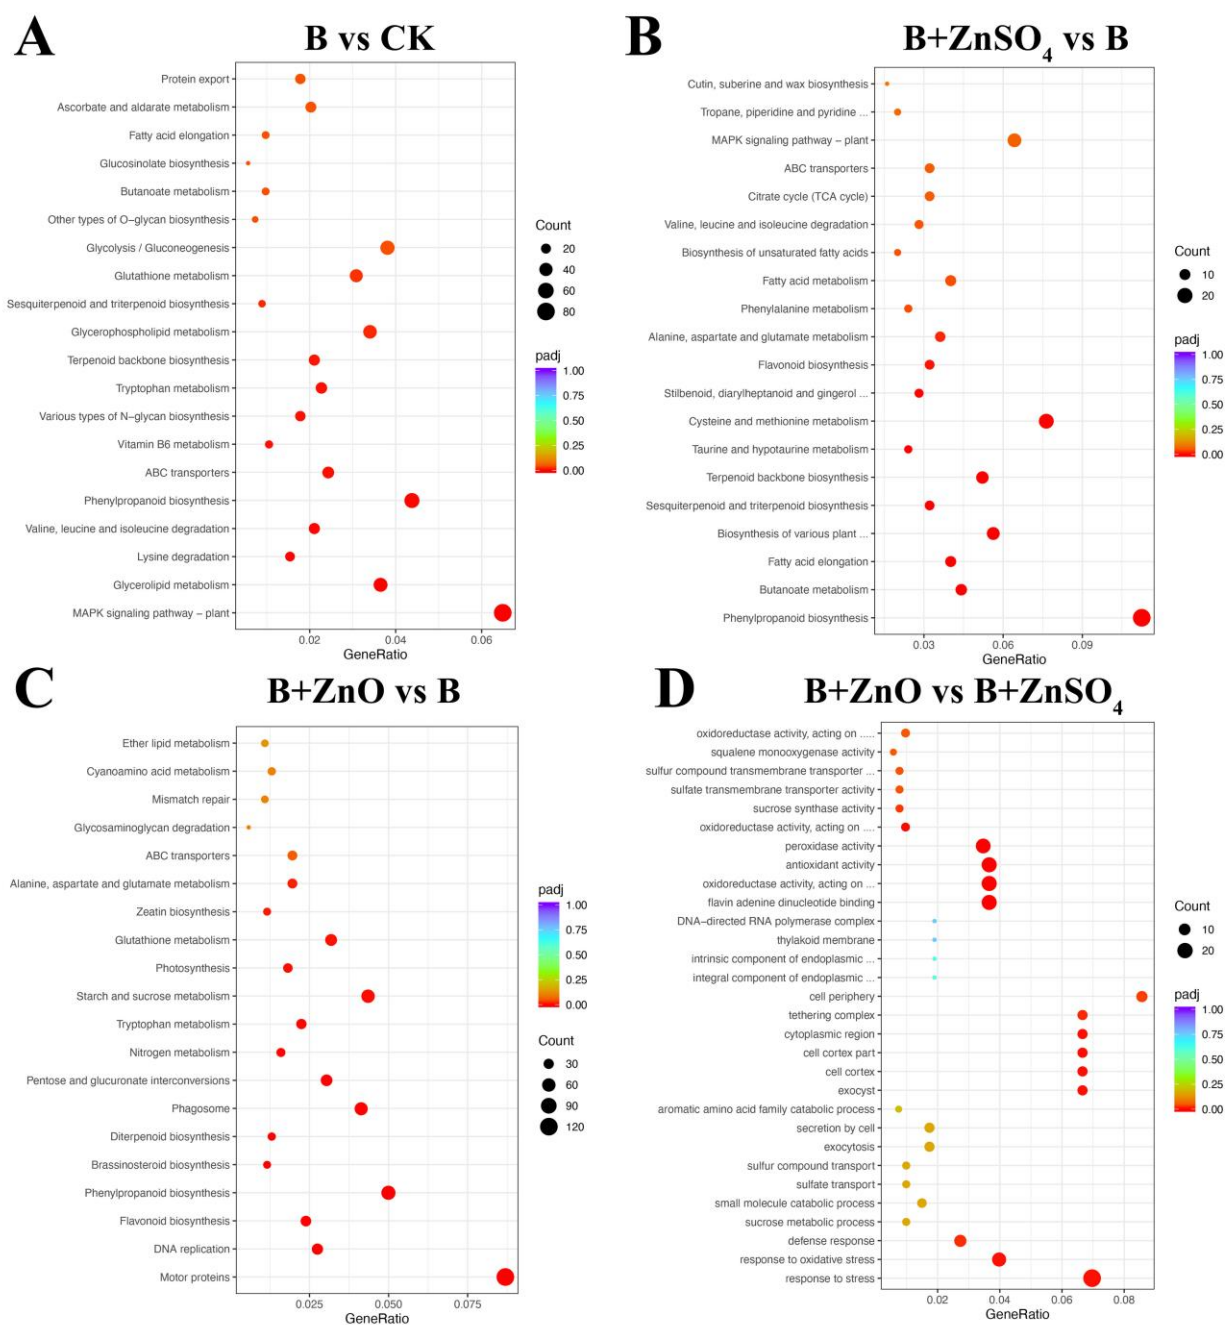 A
B vs CK
Protein export
Ascorbate and aldarate metabolism
Fatty acid elongation
Glucosinolate biosynthesis
Butanoate metabolism
Other types of O−glycan biosynthesis
Glycolysis / Gluconeogenesis
Glutathione metabolism
Sesquiterpenoid and triterpenoid biosynthesis
Glycerophospholipid metabolism
Terpenoid backbone biosynthesis
Tryptophan metabolism
Various types of N−glycan biosynthesis
Vitamin B6 metabolism
ABC transporters
Phenylpropanoid biosynthesis
Valine, leucine and isoleucine degradation
Lysine degradation
Glycerolipid metabolism
MAPK signaling pathway − plant
0.02 0.04 0.06
GeneRatio
Count
20
40
60
80
padj
1.00
0.75
0.50
0.25
0.00
B
B+ZnSO4 vs B
Cutin, suberine and wax biosynthesis
Tropane, piperidine and pyridine ...
MAPK signaling pathway − plant
ABC transporters
Citrate cycle (TCA cycle)
Valine, leucine and isoleucine degradation
Biosynthesis of unsaturated fatty acids
Fatty acid metabolism
Phenylalanine metabolism
Alanine, aspartate and glutamate metabolism
Flavonoid biosynthesis
Stilbenoid, diarylheptanoid and gingerol ...
Cysteine and methionine metabolism
Taurine and hypotaurine metabolism
Terpenoid backbone biosynthesis
Sesquiterpenoid and triterpenoid biosynthesis
Biosynthesis of various plant ...
Fatty acid elongation
Butanoate metabolism
Phenylpropanoid biosynthesis
0.03 0.06 0.09
GeneRatio
Count
10
20
padj
1.00
0.75
0.50
0.25
0.00
C
B+ZnO vs B
Ether lipid metabolism
Cyanoamino acid metabolism
Mismatch repair
Glycosaminoglycan degradation
ABC transporters
Alanine, aspartate and glutamate metabolism
Zeatin biosynthesis
Glutathione metabolism
Photosynthesis
Starch and sucrose metabolism
Tryptophan metabolism
Nitrogen metabolism
Pentose and glucuronate interconversions
Phagosome
Diterpenoid biosynthesis
Brassinosteroid biosynthesis
Phenylpropanoid biosynthesis
Flavonoid biosynthesis
DNA replication
Motor proteins
0.025 0.050 0.075
GeneRatio
padj
1.00
0.75
0.50
0.25
0.00
Count
30
60
90
120
D
B+ZnO vs B+ZnSO4
oxidoreductase activity, acting on .....
squalene monooxygenase activity
sulfur compound transmembrane transporter ...
sulfate transmembrane transporter activity
sucrose synthase activity
oxidoreductase activity, acting on ....
peroxidase activity
antioxidant activity
oxidoreductase activity, acting on ...
flavin adenine dinucleotide binding
DNA−directed RNA polymerase complex
thylakoid membrane
intrinsic component of endoplasmic ...
integral component of endoplasmic ...
cell periphery
tethering complex
cytoplasmic region
cell cortex part
cell cortex
exocyst
aromatic amino acid family catabolic process
secretion by cell
exocytosis
sulfur compound transport
sulfate transport
small molecule catabolic process
sucrose metabolic process
defense response
response to oxidative stress
response to stress
0.02 0.04 0.06 0.08
GeneRatio
Count
10
20
padj
1.00
0.75
0.50
0.25
0.00